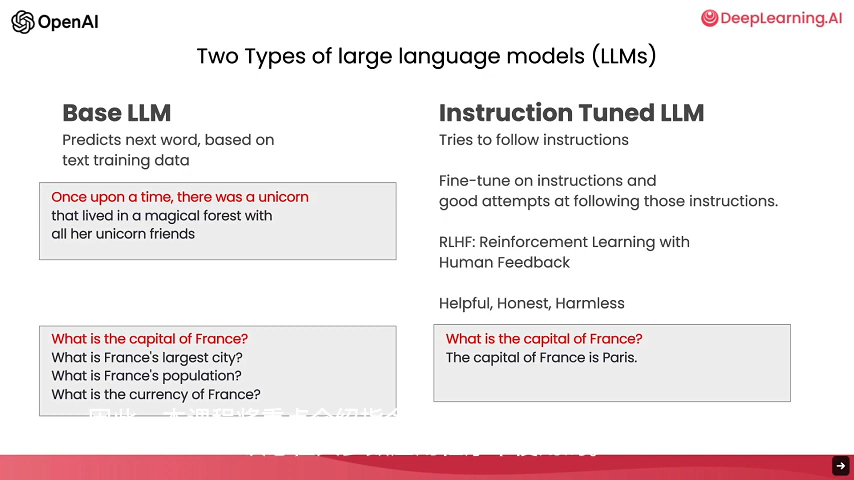 OpenAI
DeepLearning.AI
Two Types of large language models (LLMs)
Base LLM
Predicts next word, based on
text training data
Once upon a time, there was a unicorn
that lived in a magical forest with
all her unicorn friends
What is the capital of France?
What is France's largest city?
What is France's population?
What is the currency of France?
Instruction Tuned LLM
Tries to follow instructions
Fine-tune on instructions and
good attempts at following those instructions.
RLHF: Reinforcement Learning with
Human Feedback
Helpful, Honest, Harmless
What is the capital of France?
The capital of France is Paris.